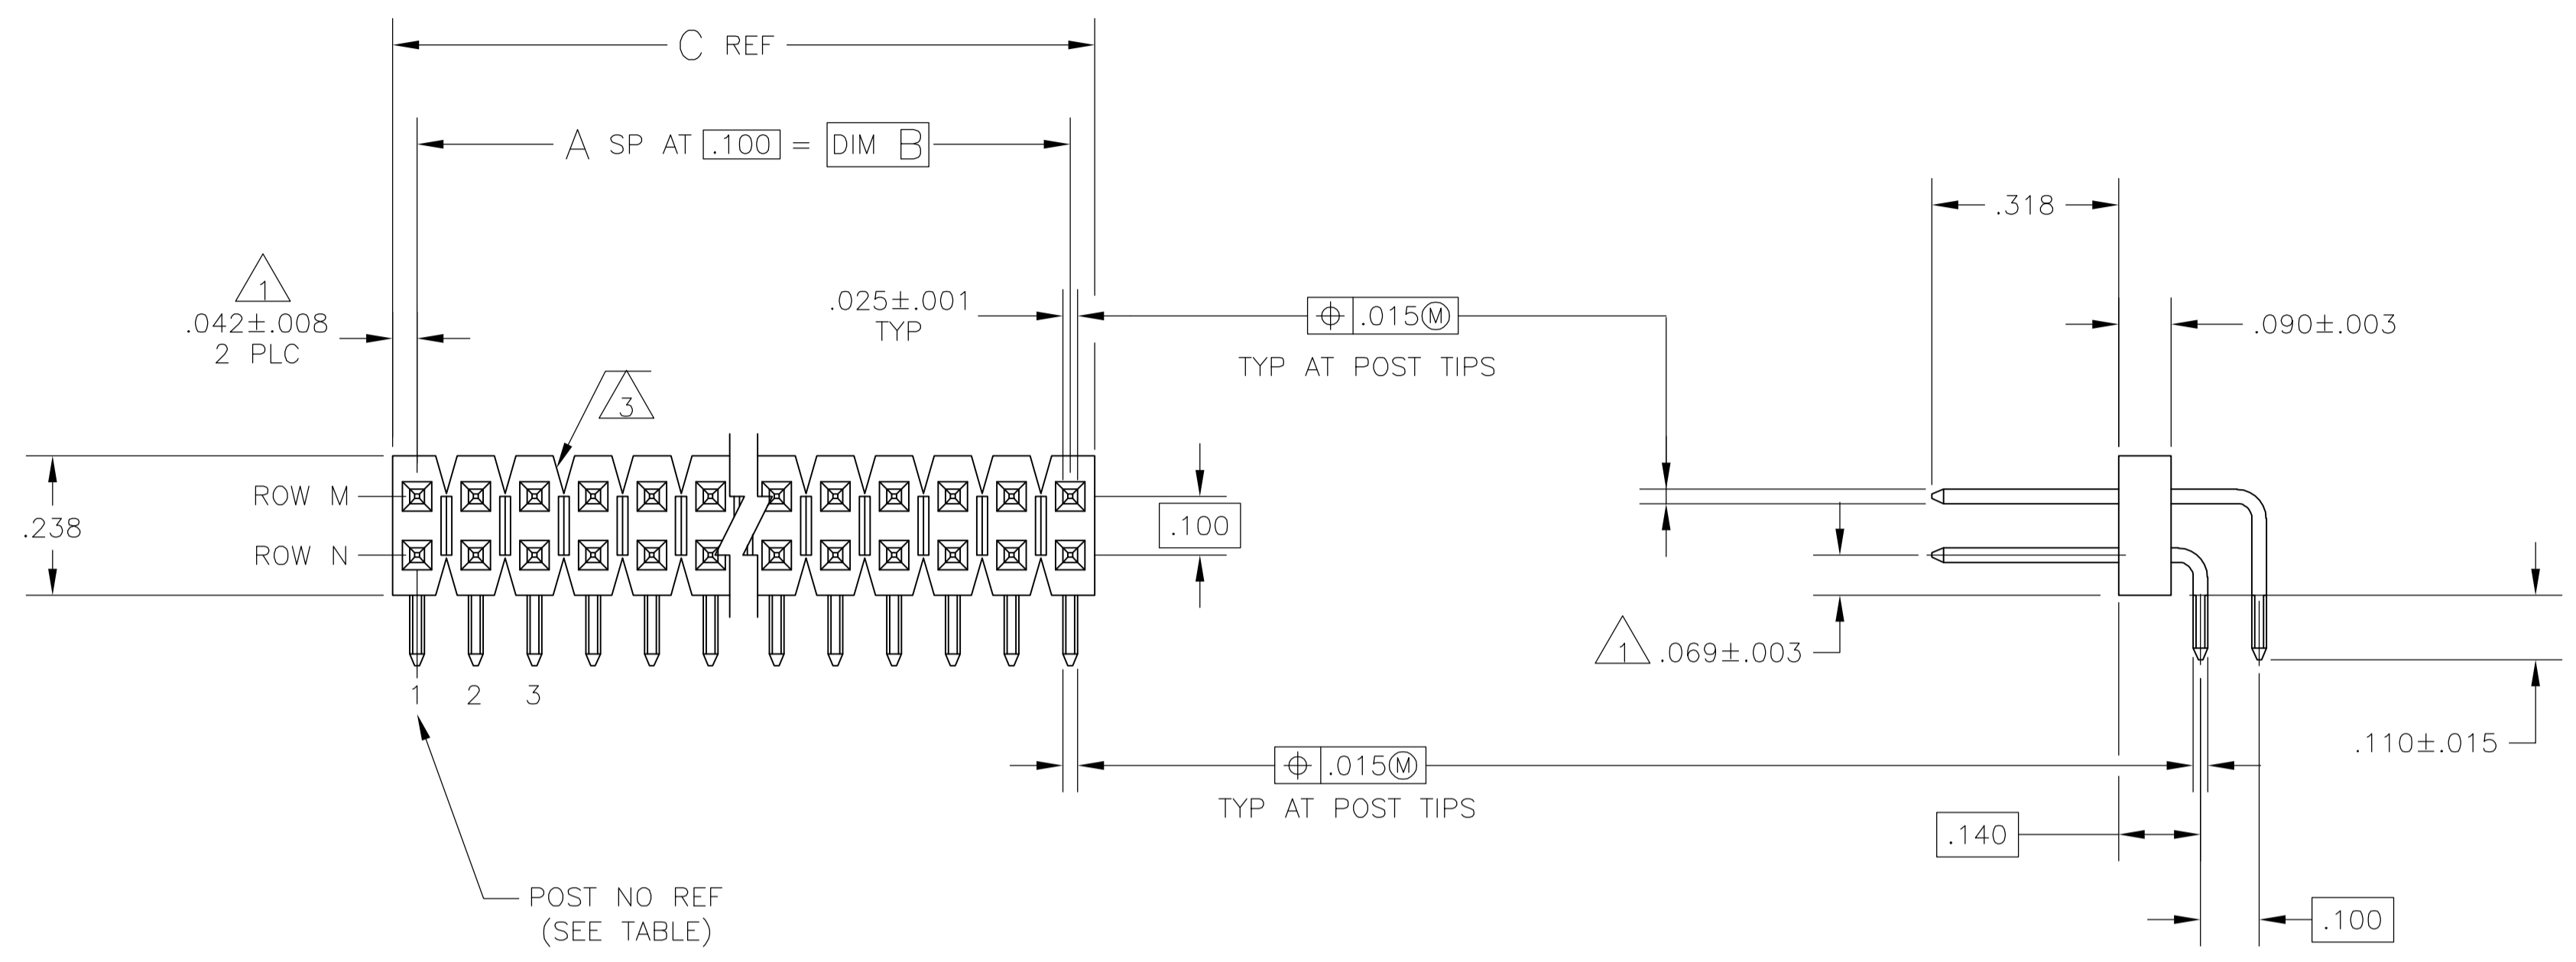 C REF
A SP AT .100 = DIM B
.318
1
.042±.008
2 PLC
.025±.001
TYP
⌖ .015Ⓜ
TYP AT POST TIPS
.090±.003
3
ROW M
ROW N
.238
.100
1 .069±.003
1 2 3
.110±.015
⌖ .015Ⓜ
TYP AT POST TIPS
.140
.100
POST NO REF
(SEE TABLE)